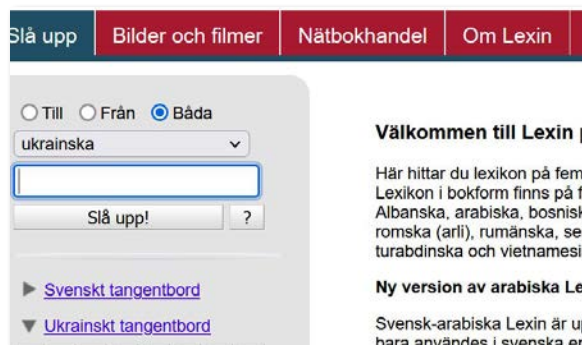 Slå upp Bilder och filmer Nätbokhandel Om Lexin
Till Från Båda
ukrainska
Slå upp! ?
Svenskt tangentbord
Ukrainskt tangentbord
Välkommen till Lexin
Här hittar du lexikon på fem
Lexikon i bokform finns på f
Albanska, arabiska, bosnis
romska (arli), rumänska, se
turabdinska och vietnamesi
Ny version av arabiska Le
Svensk-arabiska Lexin är u
bara användes i svenska er